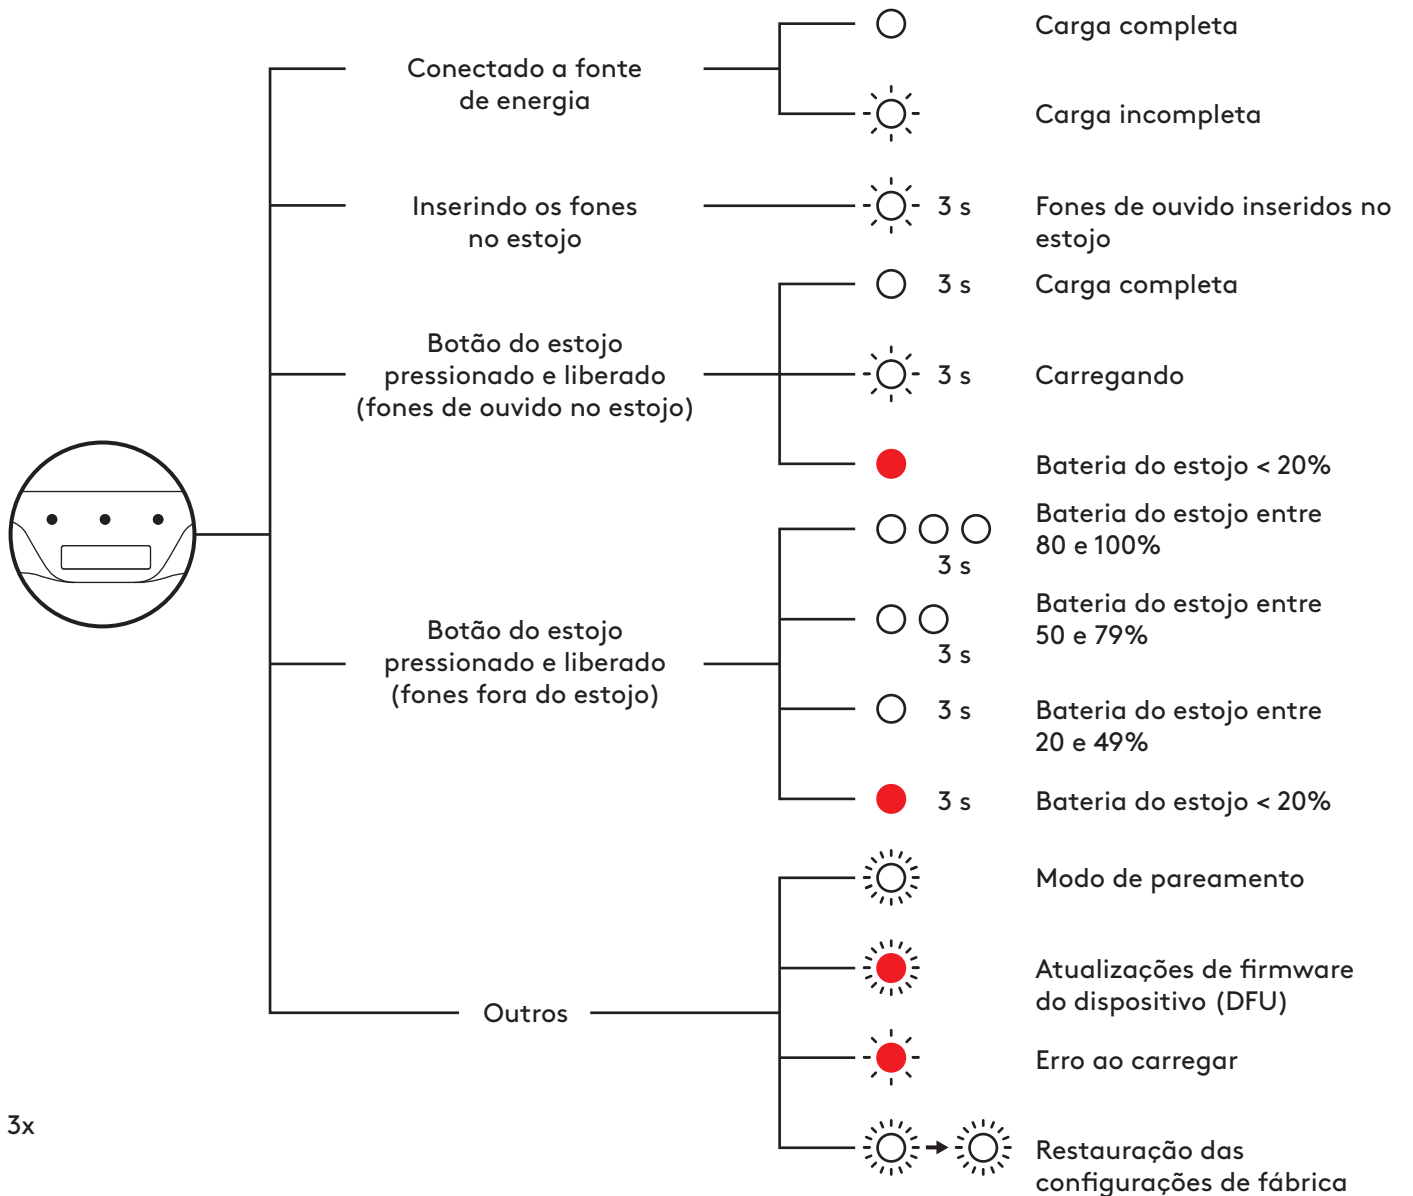 Carga completa
Conectado a fonte
de energia
Carga incompleta
Inserindo os fones
no estojo
3 s
Fones de ouvido inseridos no
estojo
3 s
Carga completa
Botão do estojo
pressionado e liberado
(fones de ouvido no estojo)
3 s
Carregando
Bateria do estojo < 20%
3 s
Bateria do estojo entre
80 e 100%
3 s
Bateria do estojo entre
50 e 79%
Botão do estojo
pressionado e liberado
(fones fora do estojo)
3 s
Bateria do estojo entre
20 e 49%
3 s
Bateria do estojo < 20%
Modo de pareamento
Atualizações de firmware
do dispositivo (DFU)
Outros
Erro ao carregar
3x
Restauração das
configurações de fábrica